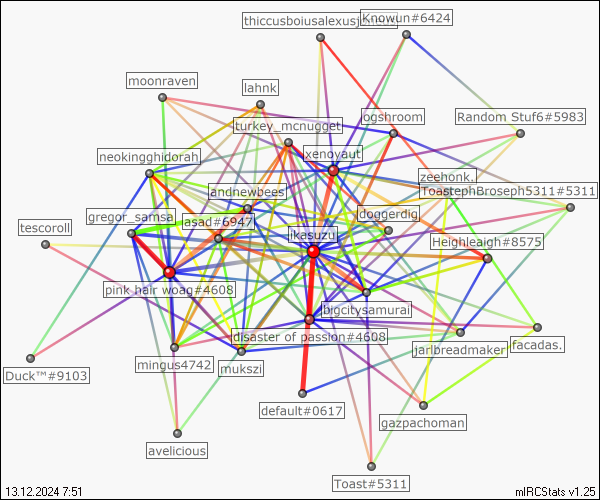 thiccusboiusalexusj
Knowun#6424
moonraven
lahnk
ogshroom
Random Stuf6#5983
turkey_mcnugget
xenoyaut
neokingghidorah
zeehonk.
andnewbees
ToastephBroseph5311#5311
gregor_samsa
asad#6947
doggerdig
tescoroll
ikasuzu
Heighleaigh#8575
pink hair woag#4608
bigcitysamurai
disaster of passion#4608
jarlbreadmaker
facadas.
mingus4742
mukszi
Duck™#9103
default#0617
gazpachoman
avelicious
Toast#5311
13.12.2024 7:51
mIRCStats v1.25